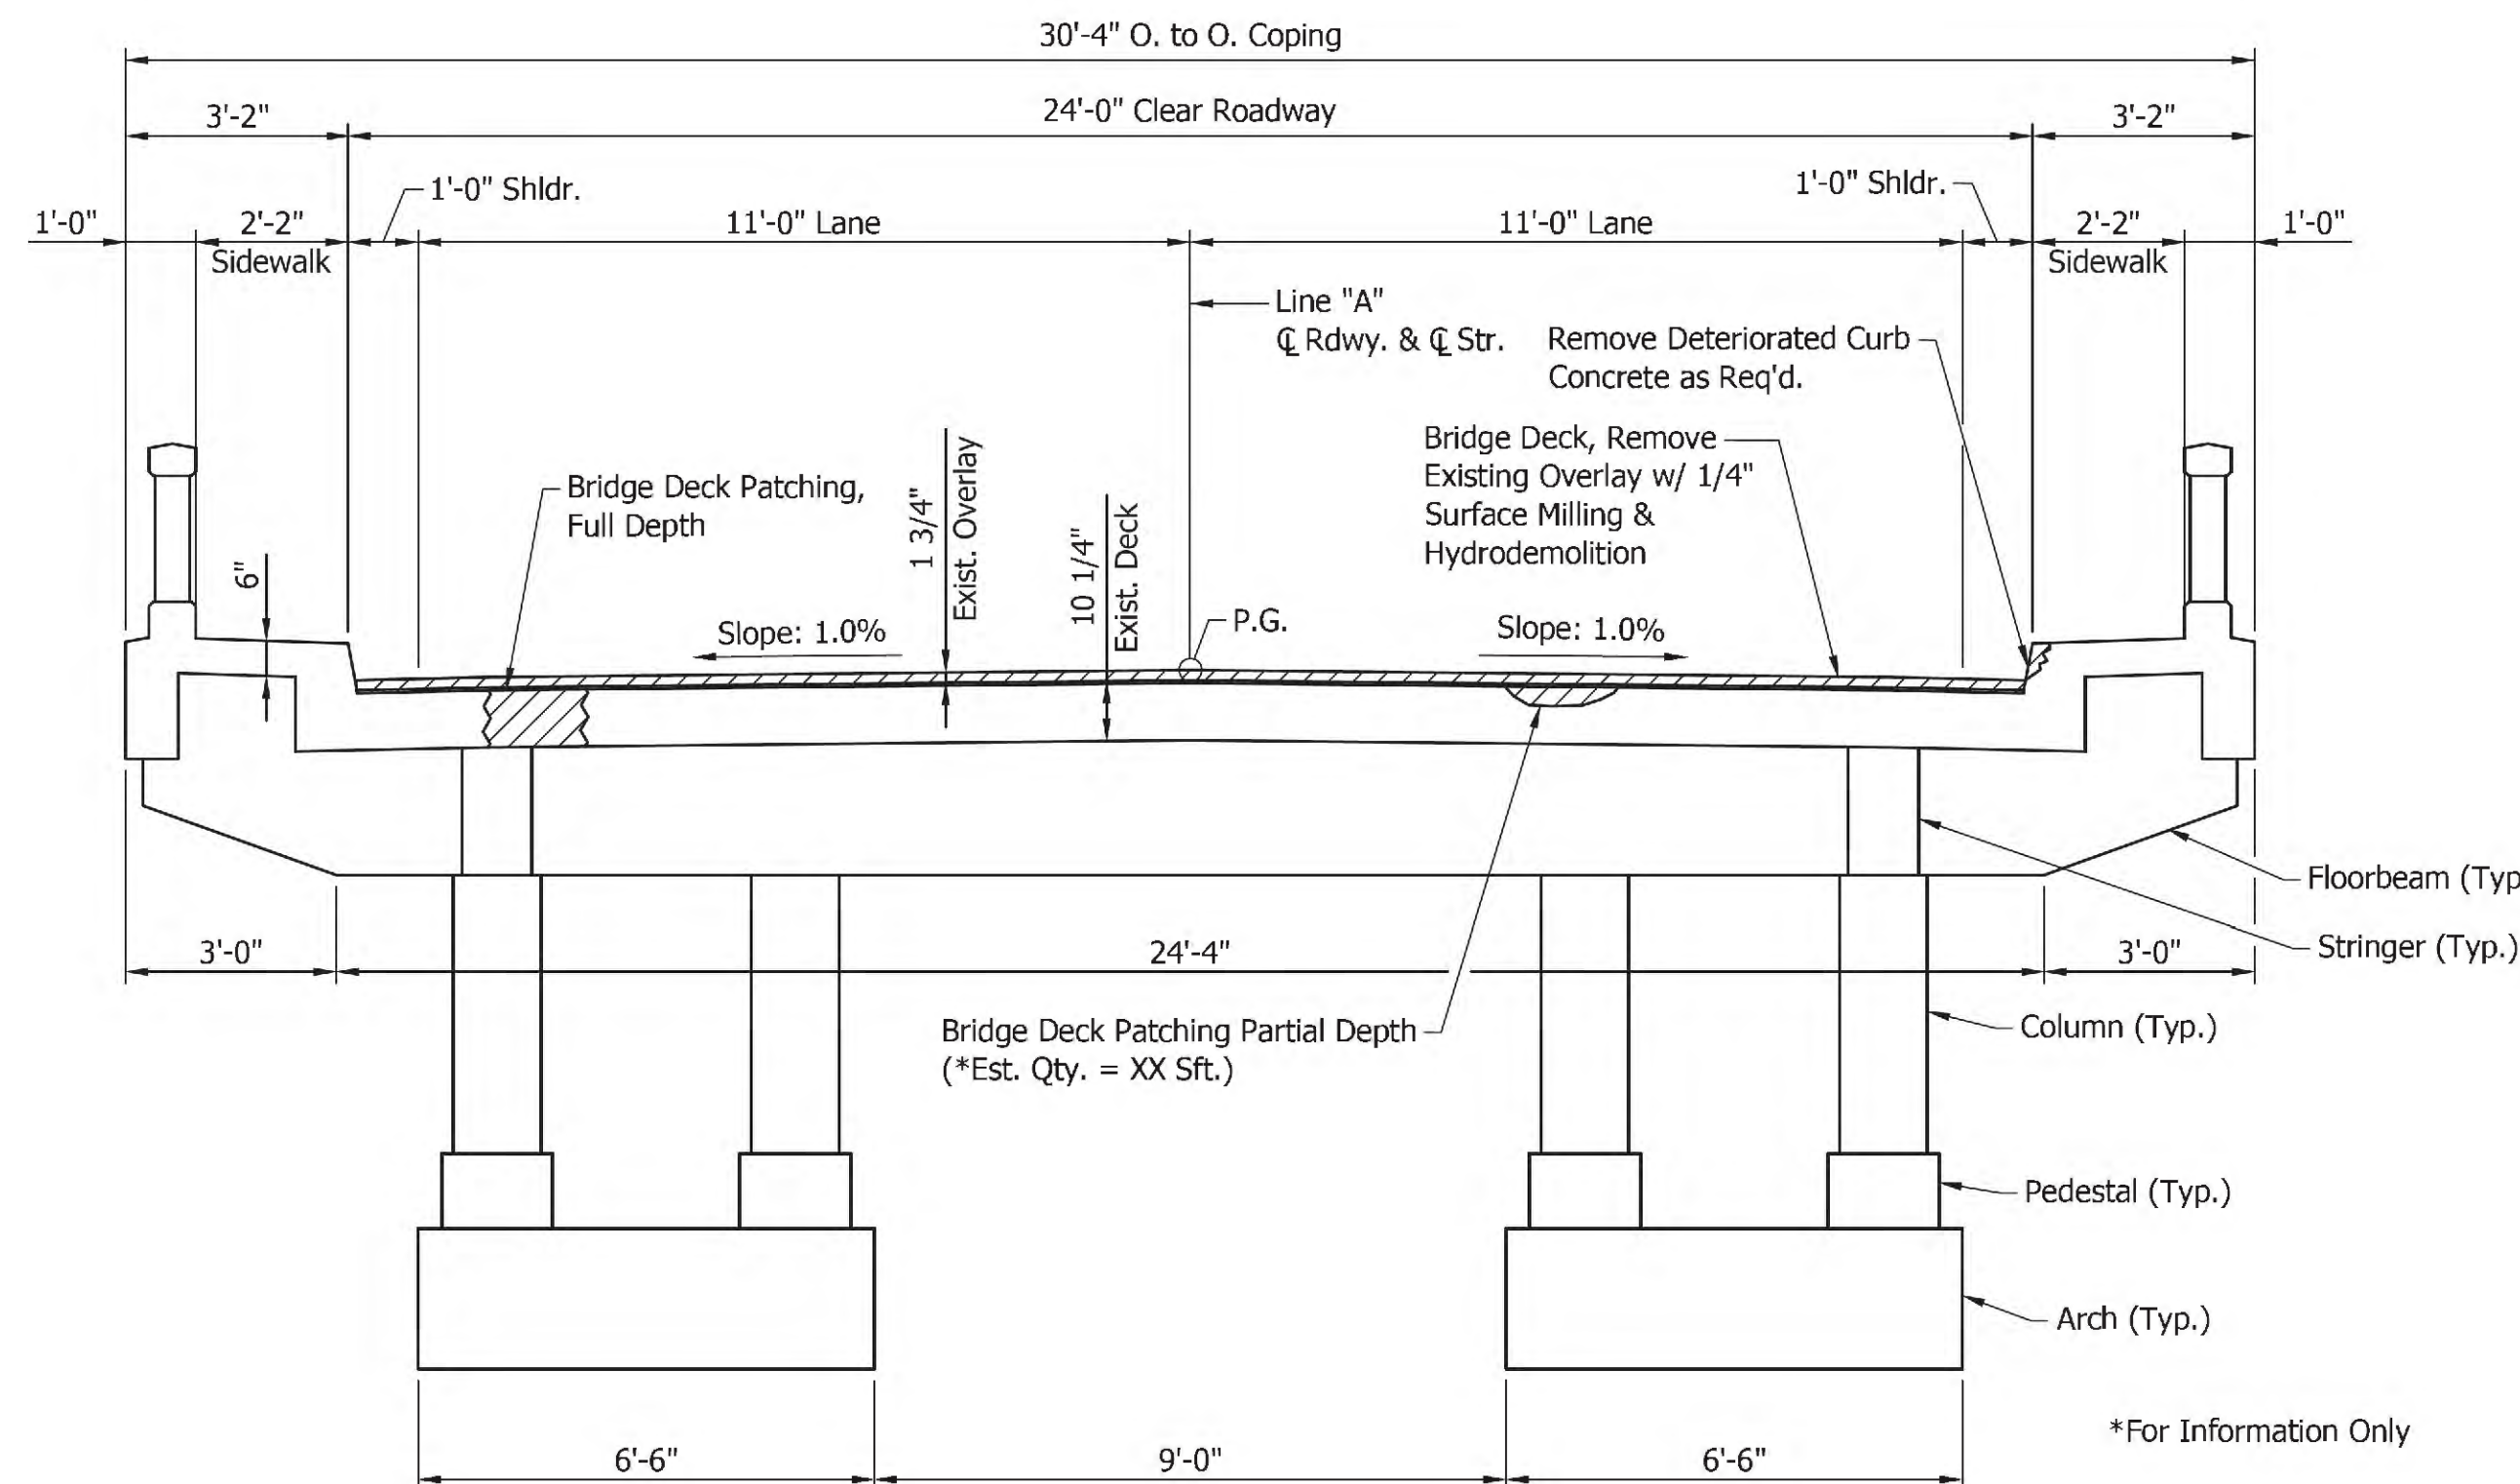 30'-4" O. to O. Coping
3'-2"
24'-0" Clear Roadway
3'-2"
1'-0" Shldr.
1'-0" Shldr.
1'-0"
2'-2"
Sidewalk
11'-0" Lane
11'-0" Lane
2'-2"
Sidewalk
1'-0"
Line "A"
℄ Rdwy. & ℄ Str.
Remove Deteriorated Curb
Concrete as Req'd.
Bridge Deck, Remove
Existing Overlay w/ 1/4"
Surface Milling &
Hydrodemolition
Bridge Deck Patching,
Full Depth
1 3/4"
Exist. Overlay
10 1/4"
Exist. Deck
6"
Slope: 1.0%
P.G.
Slope: 1.0%
Floorbeam (Typ
3'-0"
24'-4"
3'-0"
Stringer (Typ.)
Bridge Deck Patching Partial Depth
(*Est. Qty. = XX Sft.)
Column (Typ.)
Pedestal (Typ.)
Arch (Typ.)
*For Information Only
6'-6"
9'-0"
6'-6"